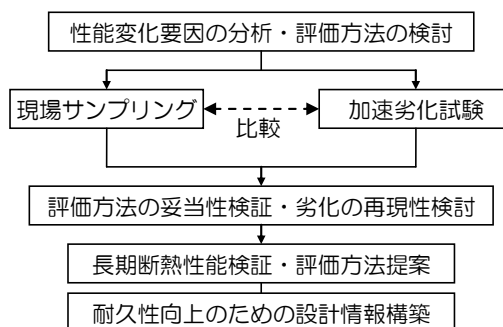 性能変化要因の分析・評価方法の検討
現場サンプリング
加速劣化試験
比較
評価方法の妥当性検証・劣化の再現性検討
長期断熱性能検証・評価方法提案
耐久性向上のための設計情報構築